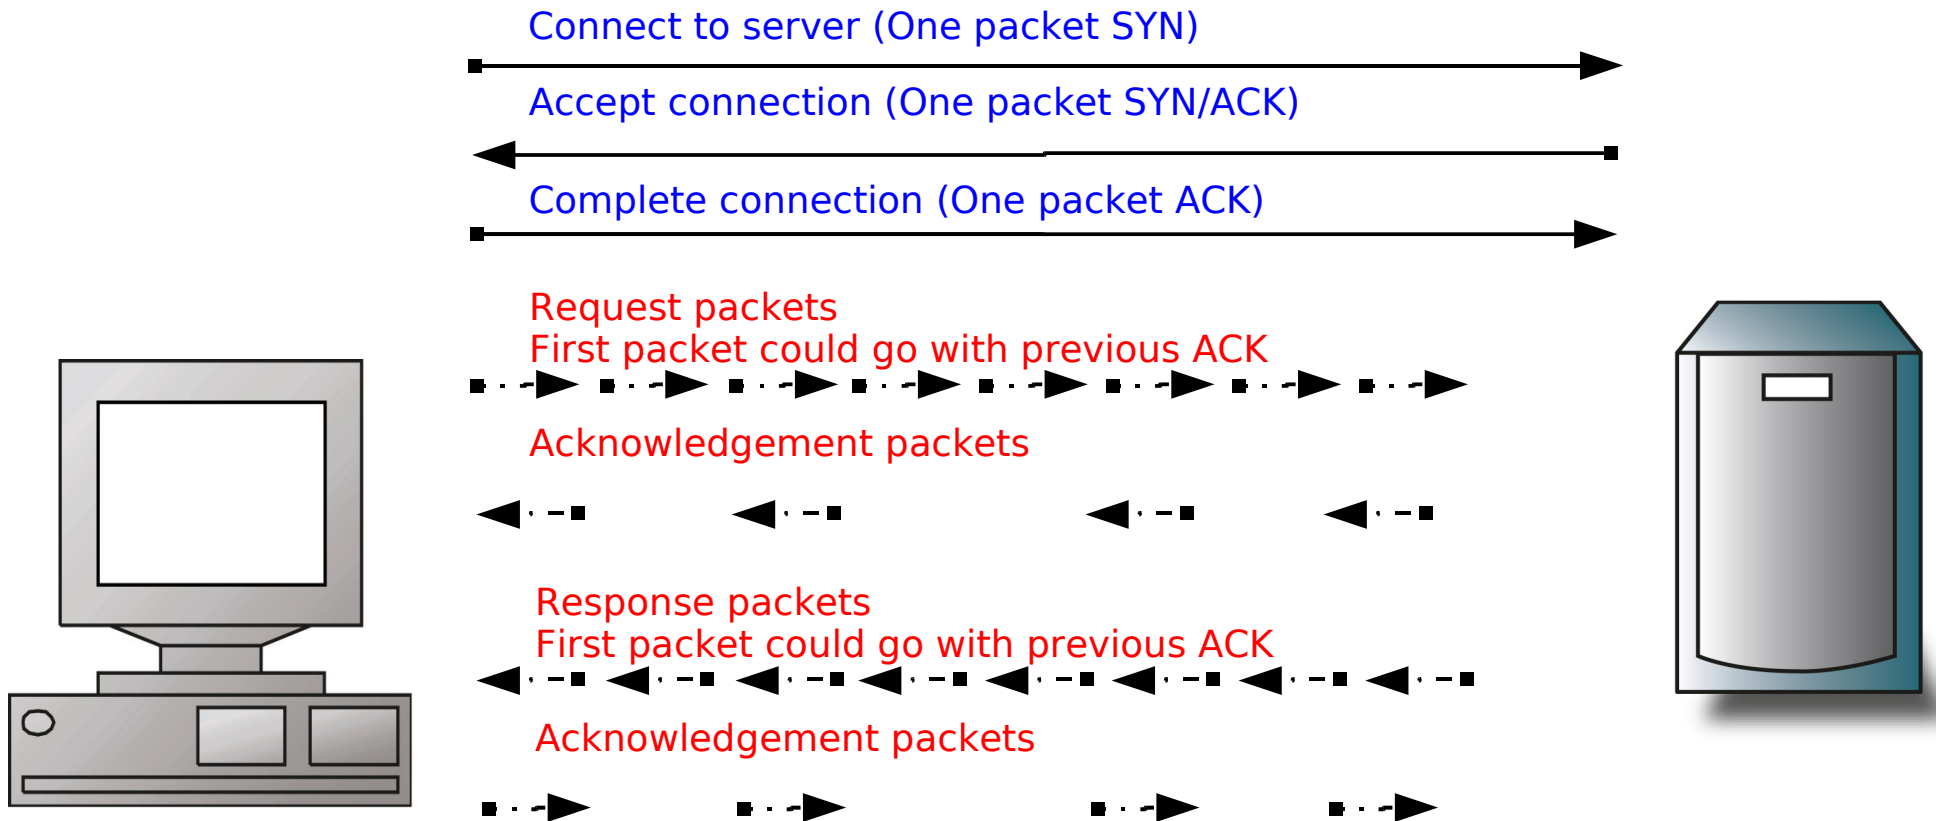 Connect to server (One packet SYN)
Accept connection (One packet SYN/ACK)
Complete connection (One packet ACK)
Request packets
First packet could go with previous ACK
Acknowledgement packets
Response packets
First packet could go with previous ACK
Acknowledgement packets